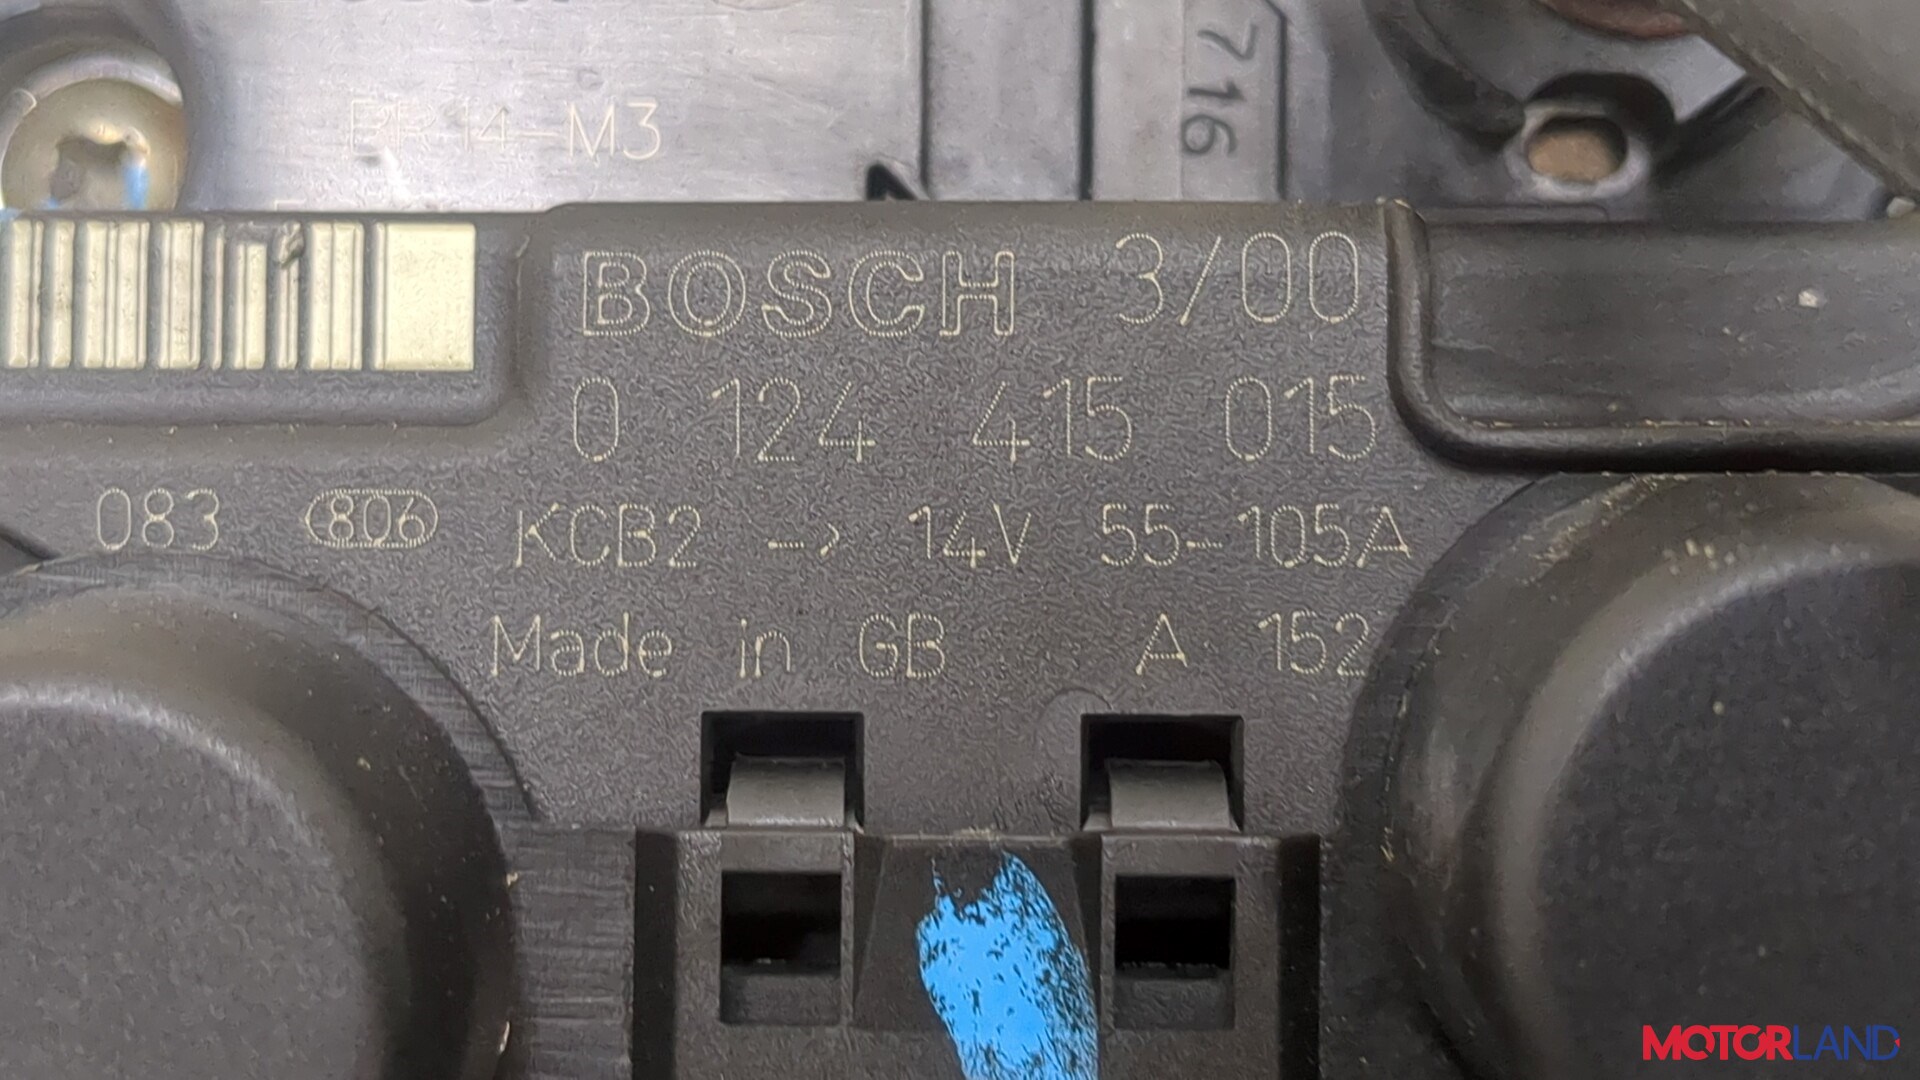 BR14-M3
716
BOSCH 3/00
0 124 415 015
083 806 KCB2 -> 14V 55-105A
Made in GB A 152
MOTORLAND